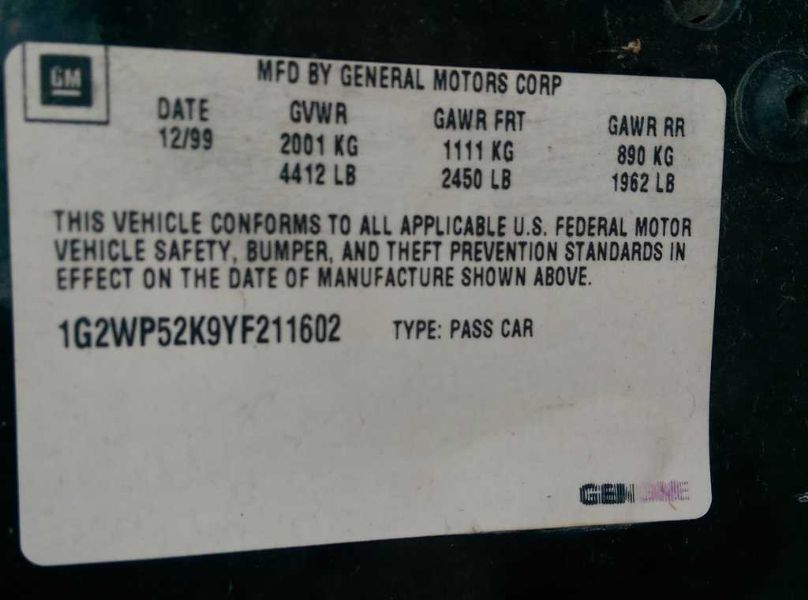 GM
MFD BY GENERAL MOTORS CORP
DATE GVWR GAWR FRT GAWR RR
12/99 2001 KG 1111 KG 890 KG
4412 LB 2450 LB 1962 LB
THIS VEHICLE CONFORMS TO ALL APPLICABLE U.S. FEDERAL MOTOR
VEHICLE SAFETY, BUMPER, AND THEFT PREVENTION STANDARDS IN
EFFECT ON THE DATE OF MANUFACTURE SHOWN ABOVE.
1G2WP52K9YF211602 TYPE: PASS CAR
GENUINE